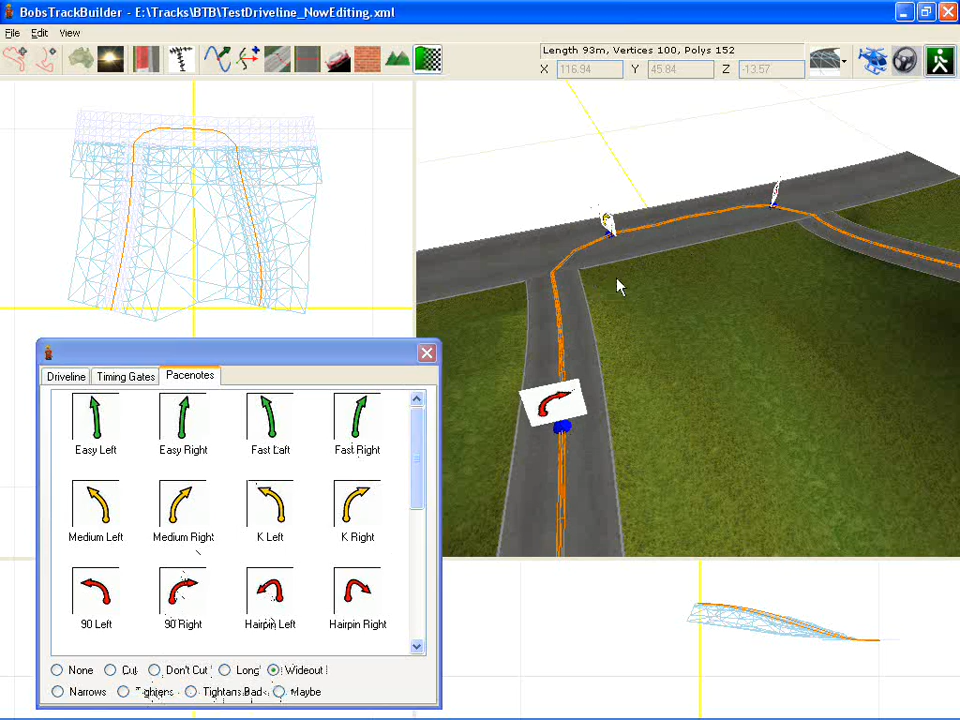 BobsTrackBuilder - E:\Tracks\BTB\TestDriveline_NowEditing.xml
File Edit View
Length 93m, Vertices 100, Polys 152
X 116.94 Y 45.84 Z -13.57
Driveline Timing Gates Pacenotes
Easy Left Easy Right Fast Left Fast Right
Medium Left Medium Right K Left K Right
90 Left 90 Right Hairpin Left Hairpin Right
None Cut Don't Cut Long Wideout
Narrows Tightens Tightens Bad Maybe